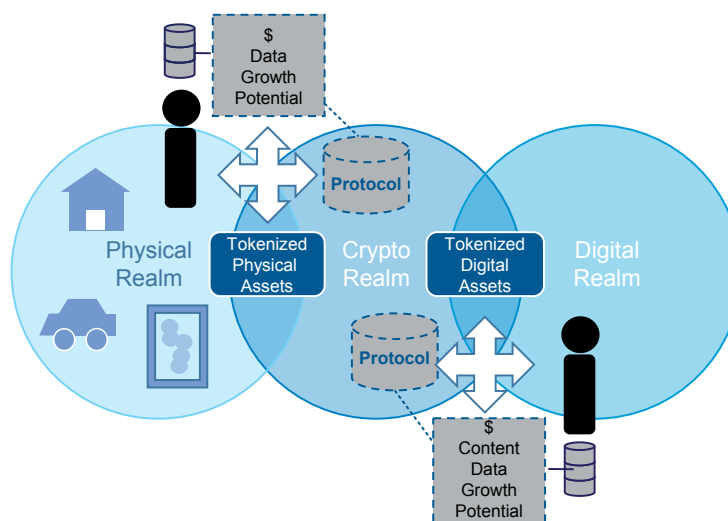 $
Data
Growth
Potential
Protocol
Physical
Realm
Tokenized
Physical
Assets
Crypto
Realm
Tokenized
Digital
Assets
Digital
Realm
Protocol
$
Content
Data
Growth
Potential